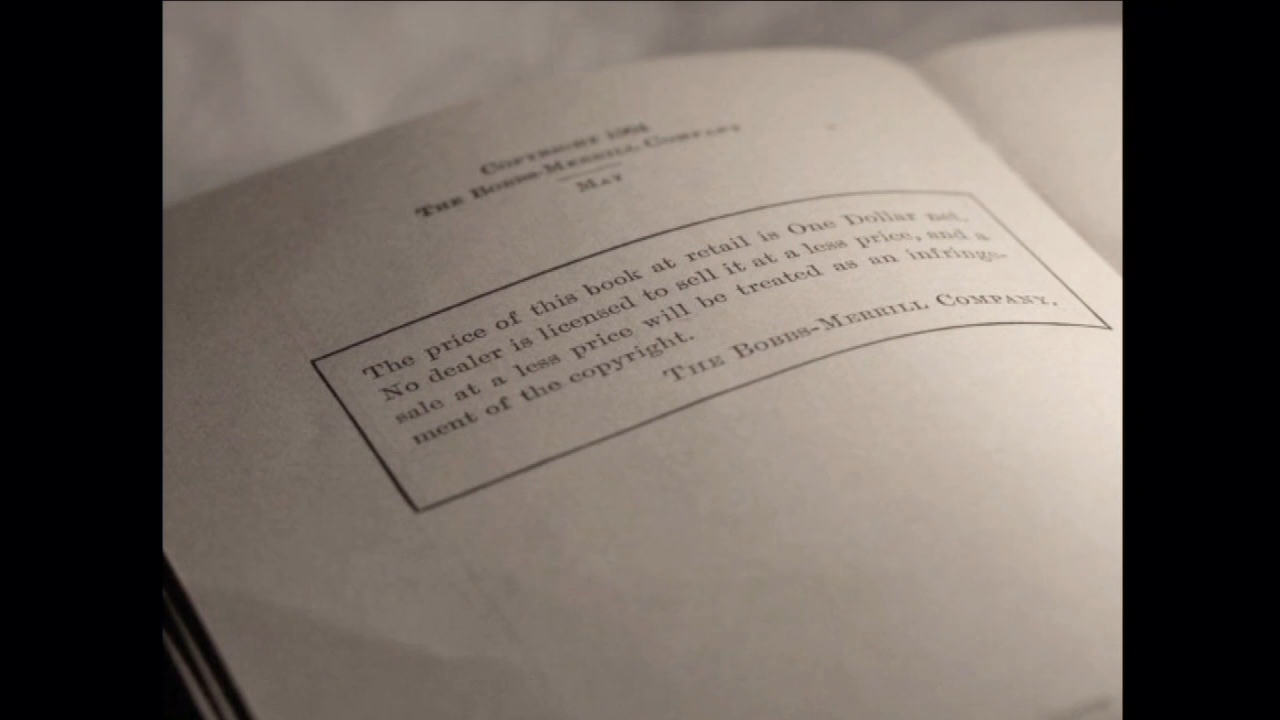 COPYRIGHT 1904
THE BOBBS-MERRILL COMPANY
MAY
The price of this book at retail is One Dollar net.
No dealer is licensed to sell it at a less price, and a
sale at a less price will be treated as an infringe-
ment of the copyright.
THE BOBBS-MERRILL COMPANY.